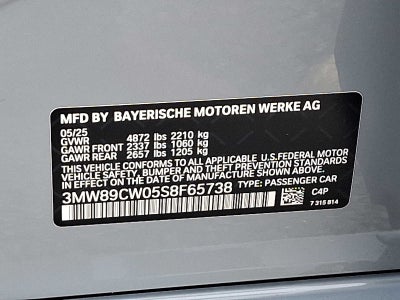 MFD BY BAYERISCHE MOTOREN WERKE AG
05/25
GVWR 4872 lbs 2210 kg
GAWR FRONT 2337 lbs 1060 kg
GAWR REAR 2657 lbs 1205 kg
THIS VEHICLE CONFORMS TO ALL APPLICABLE U.S.FEDERAL MOTOR
VEHICLE SAFETY, BUMPER AND THEFT PREVENTION STANDARDS
IN EFFECT ON THE DATE OF MANUFACTURE SHOWN ABOVE.
3MW89CW05S8F65738 TYPE: PASSENGER CAR
C4P
7 315 814